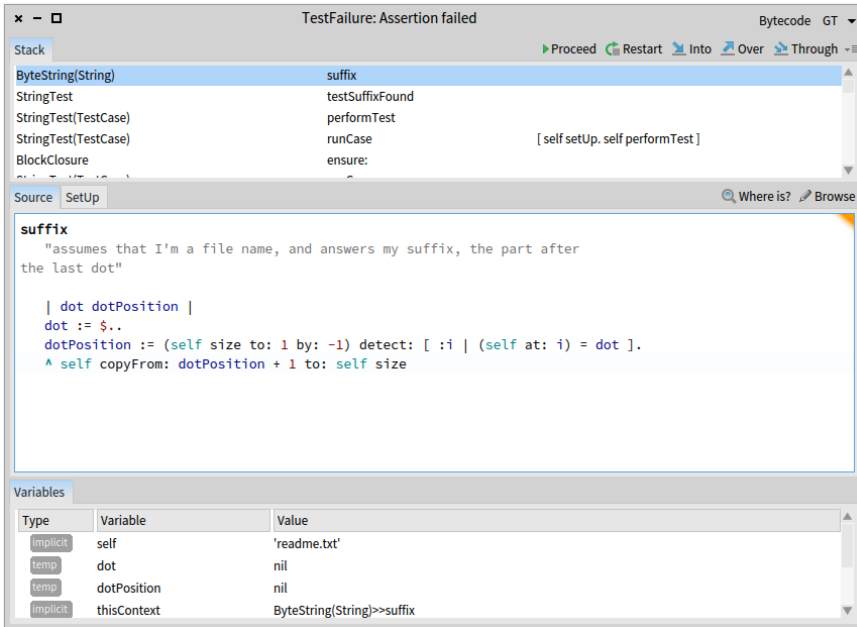 TestFailure: Assertion failed
Bytecode GT
Stack
Proceed Restart Into Over Through
ByteString(String) suffix
StringTest testSuffixFound
StringTest(TestCase) performTest
StringTest(TestCase) runCase [ self setUp. self performTest ]
BlockClosure ensure:
Source SetUp Where is? Browse
suffix
"assumes that I'm a file name, and answers my suffix, the part after
the last dot"
| dot dotPosition |
dot := $..
dotPosition := (self size to: 1 by: -1) detect: [ :i | (self at: i) = dot ].
^ self copyFrom: dotPosition + 1 to: self size
Variables
Type Variable Value
implicit self 'readme.txt'
temp dot nil
temp dotPosition nil
implicit thisContext ByteString(String)>>suffix